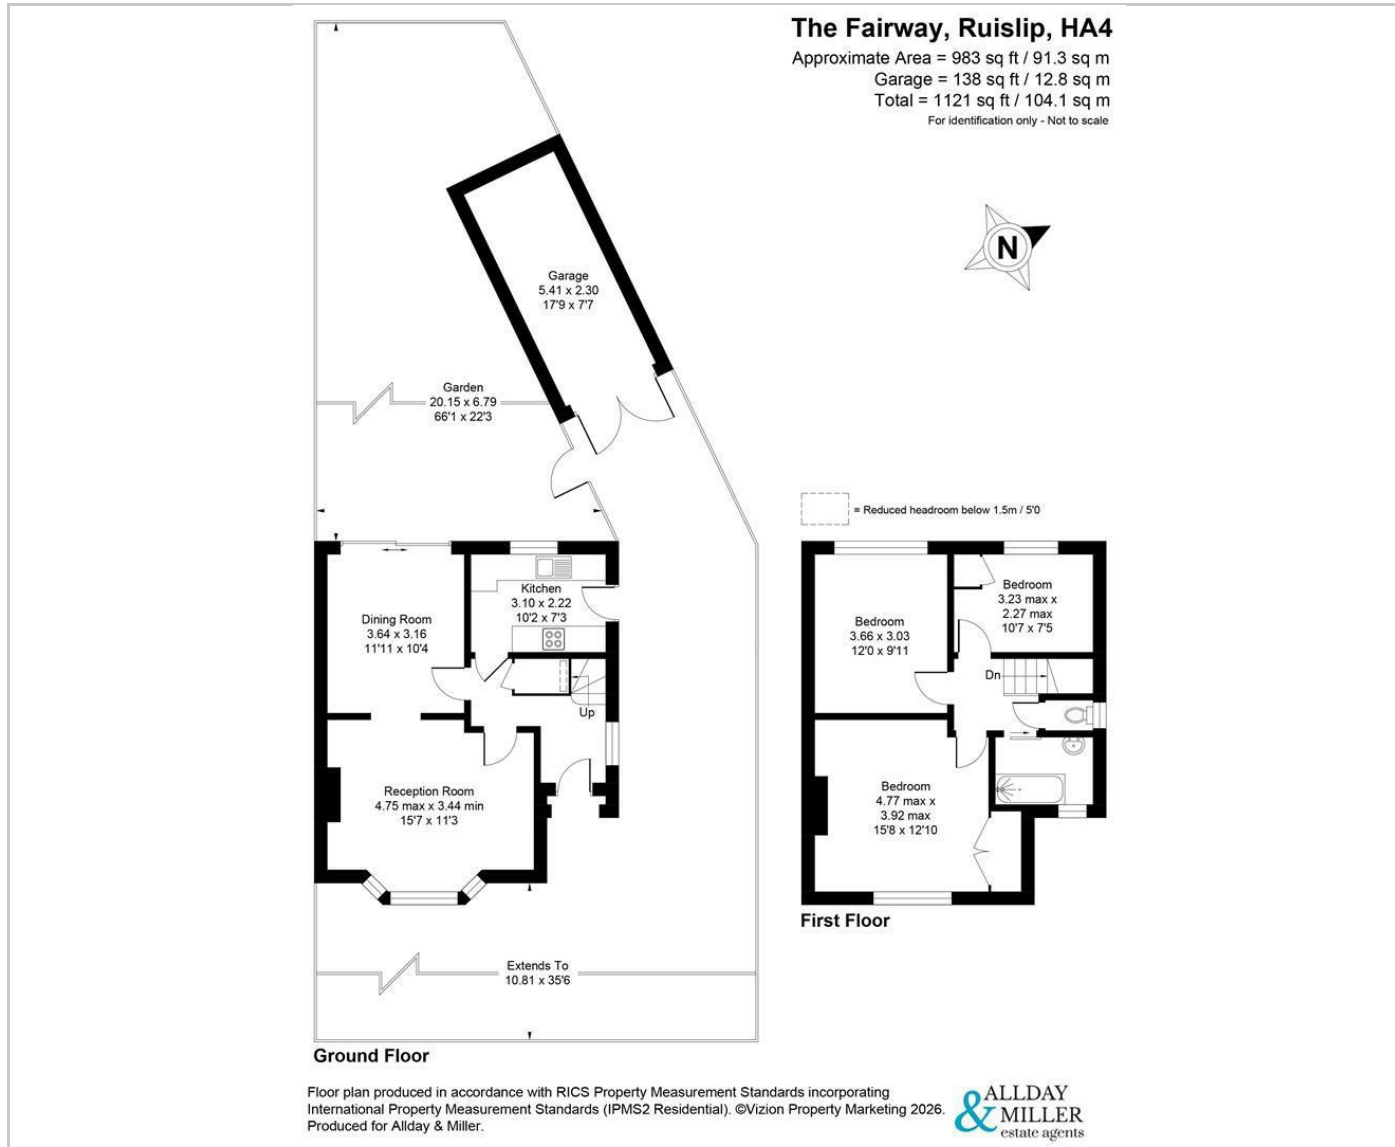 The Fairway, Ruislip, HA4
Approximate Area = 983 sq ft / 91.3 sq m
Garage = 138 sq ft / 12.8 sq m
Total = 1121 sq ft / 104.1 sq m
For identification only - Not to scale
N
Garage
5.41 x 2.30
17'9 x 7'7
Garden
20.15 x 6.79
66'1 x 22'3
= Reduced headroom below 1.5m / 5'0
Kitchen
3.10 x 2.22
10'2 x 7'3
Dining Room
3.64 x 3.16
11'11 x 10'4
Up
Reception Room
4.75 max x 3.44 min
15'7 x 11'3
Extends To
10.81 x 35'6
Ground Floor
Bedroom
3.23 max x
2.27 max
10'7 x 7'5
Bedroom
3.66 x 3.03
12'0 x 9'11
Dn
Bedroom
4.77 max x
3.92 max
15'8 x 12'10
First Floor
Floor plan produced in accordance with RICS Property Measurement Standards incorporating
International Property Measurement Standards (IPMS2 Residential). ©Vizion Property Marketing 2026.
Produced for Allday & Miller.
ALLDAY
& MILLER
estate agents